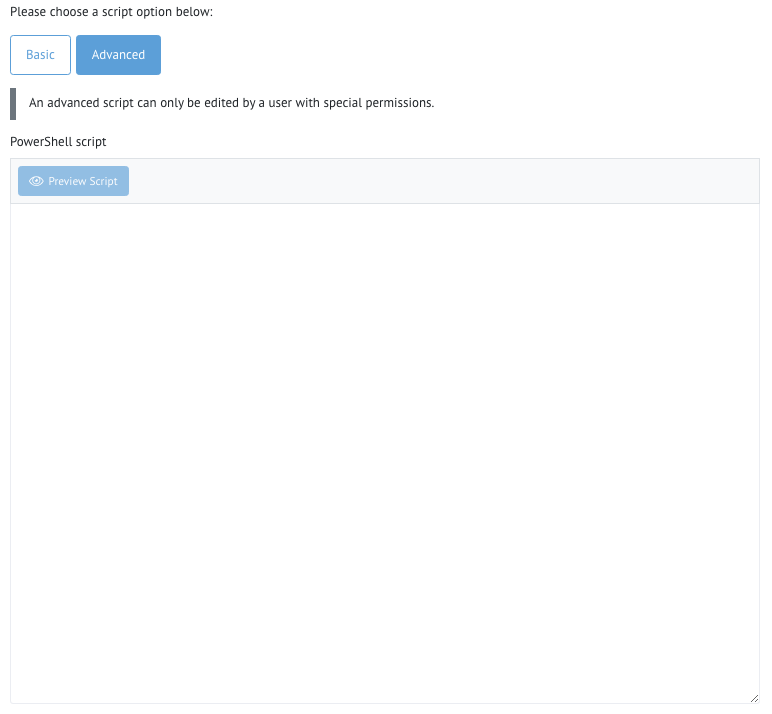 Please choose a script option below:
Basic
Advanced
An advanced script can only be edited by a user with special permissions.
PowerShell script
Preview Script